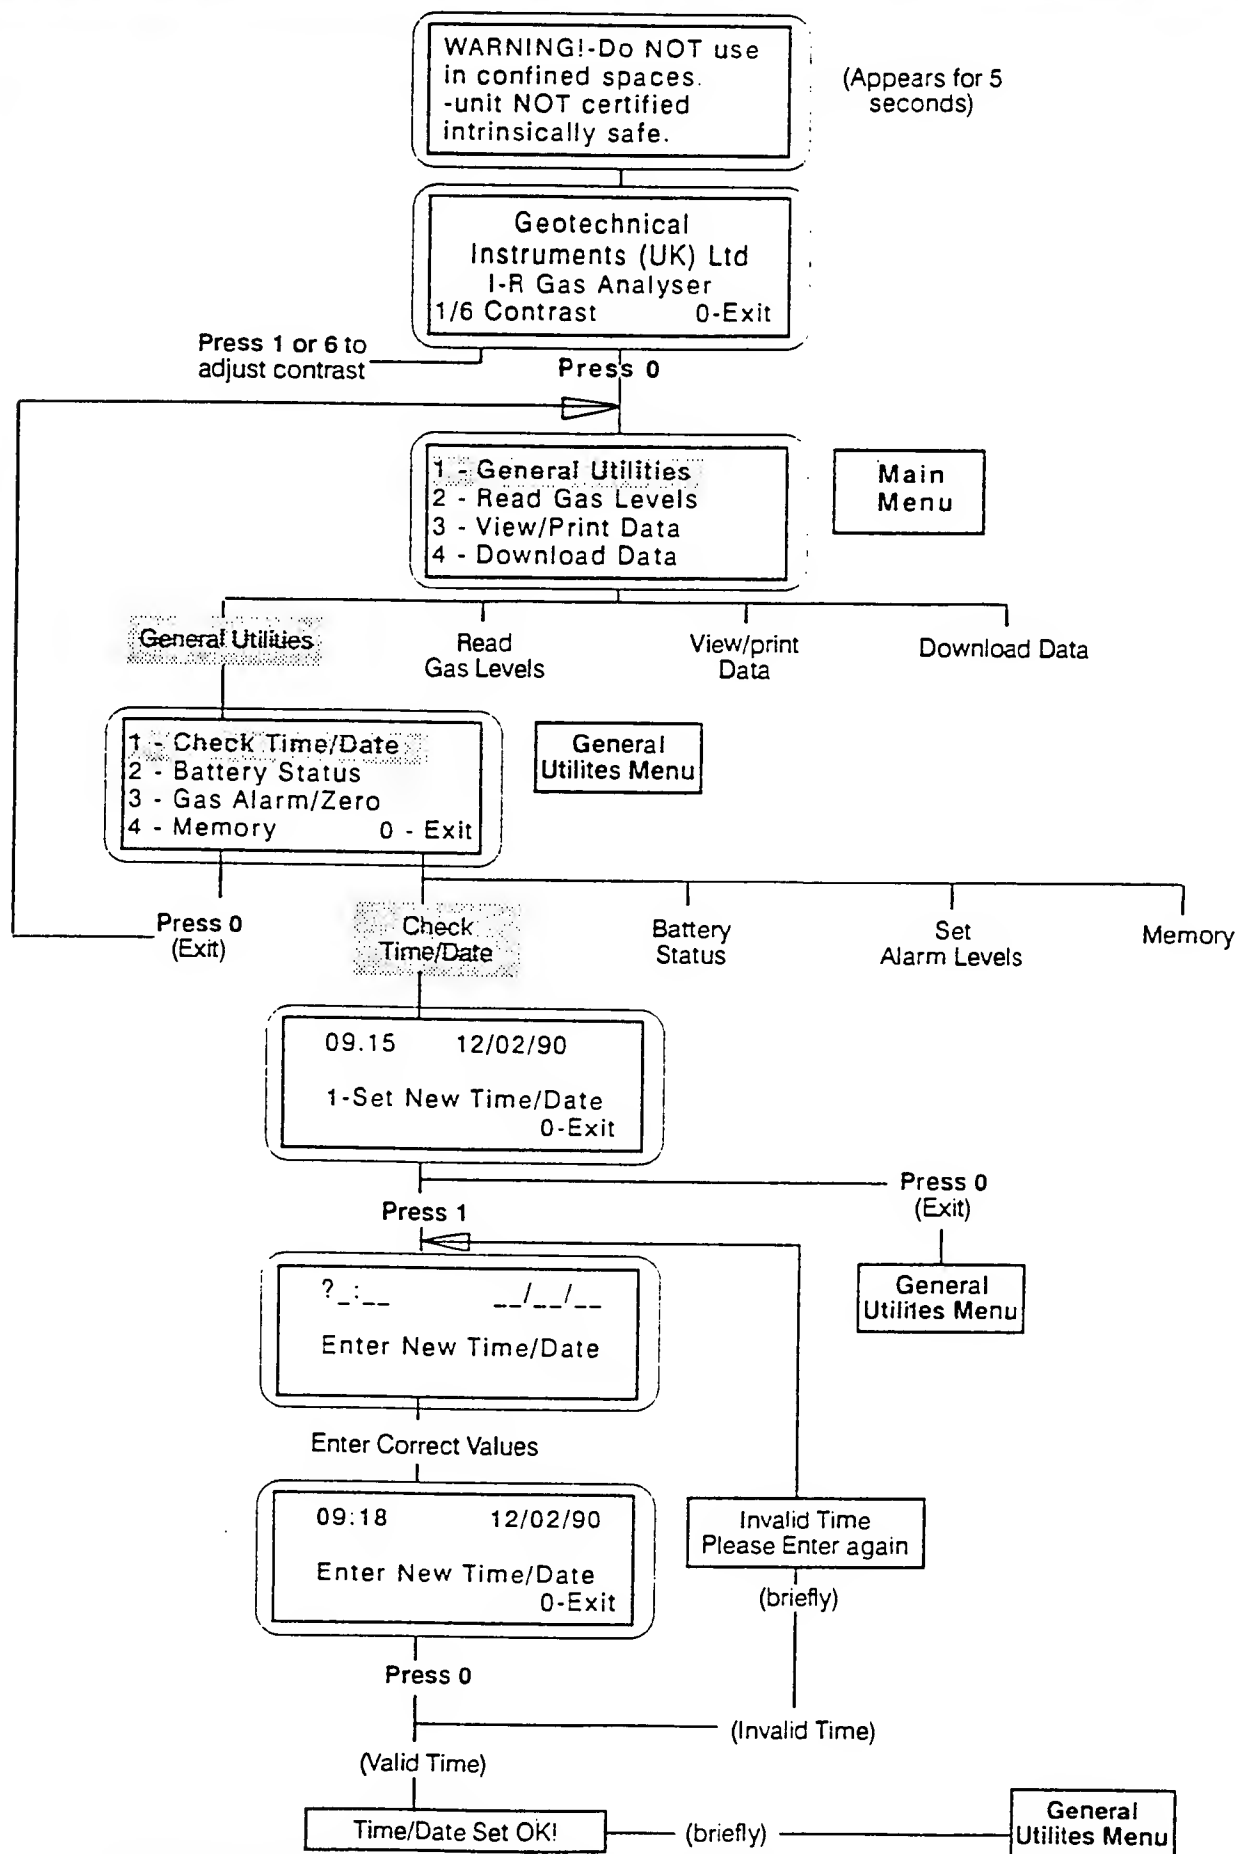 WARNING!-Do NOT use
in confined spaces.
-unit NOT certified
intrinsically safe.
(Appears for 5
seconds)
Geotechnical
Instruments (UK) Ltd
I-R Gas Analyser
1/6 Contrast 0-Exit
Press 1 or 6 to
adjust contrast
Press 0
1 - General Utilities
2 - Read Gas Levels
3 - View/Print Data
4 - Download Data
Main
Menu
General Utilities
Read
Gas Levels
View/print
Data
Download Data
1 - Check Time/Date
2 - Battery Status
3 - Gas Alarm/Zero
4 - Memory 0 - Exit
General
Utilites Menu
Press 0
(Exit)
Check
Time/Date
Battery
Status
Set
Alarm Levels
Memory
09.15 12/02/90
1-Set New Time/Date
0-Exit
Press 0
(Exit)
Press 1
General
Utilites Menu
?_:__ __/__/__
Enter New Time/Date
Enter Correct Values
09:18 12/02/90
Enter New Time/Date
0-Exit
Invalid Time
Please Enter again
(briefly)
Press 0
(Invalid Time)
(Valid Time)
Time/Date Set OK!
(briefly)
General
Utilites Menu